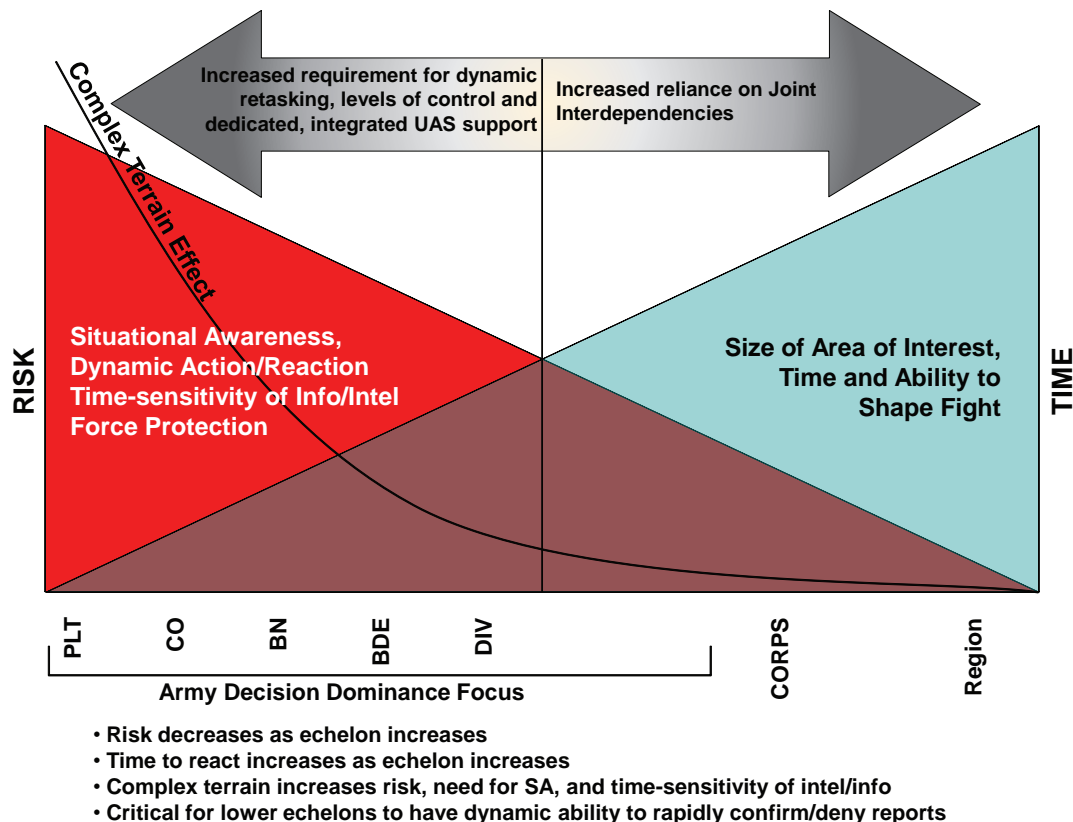 Increased requirement for dynamic
retasking, levels of control and
dedicated, integrated UAS support
Increased reliance on Joint
Interdependencies
Complex Terrain Effect
RISK
Situational Awareness,
Dynamic Action/Reaction
Time-sensitivity of Info/Intel
Force Protection
Size of Area of Interest,
Time and Ability to
Shape Fight
TIME
PLT
CO
BN
BDE
DIV
CORPS
Region
Army Decision Dominance Focus
• Risk decreases as echelon increases
• Time to react increases as echelon increases
• Complex terrain increases risk, need for SA, and time-sensitivity of intel/info
• Critical for lower echelons to have dynamic ability to rapidly confirm/deny reports